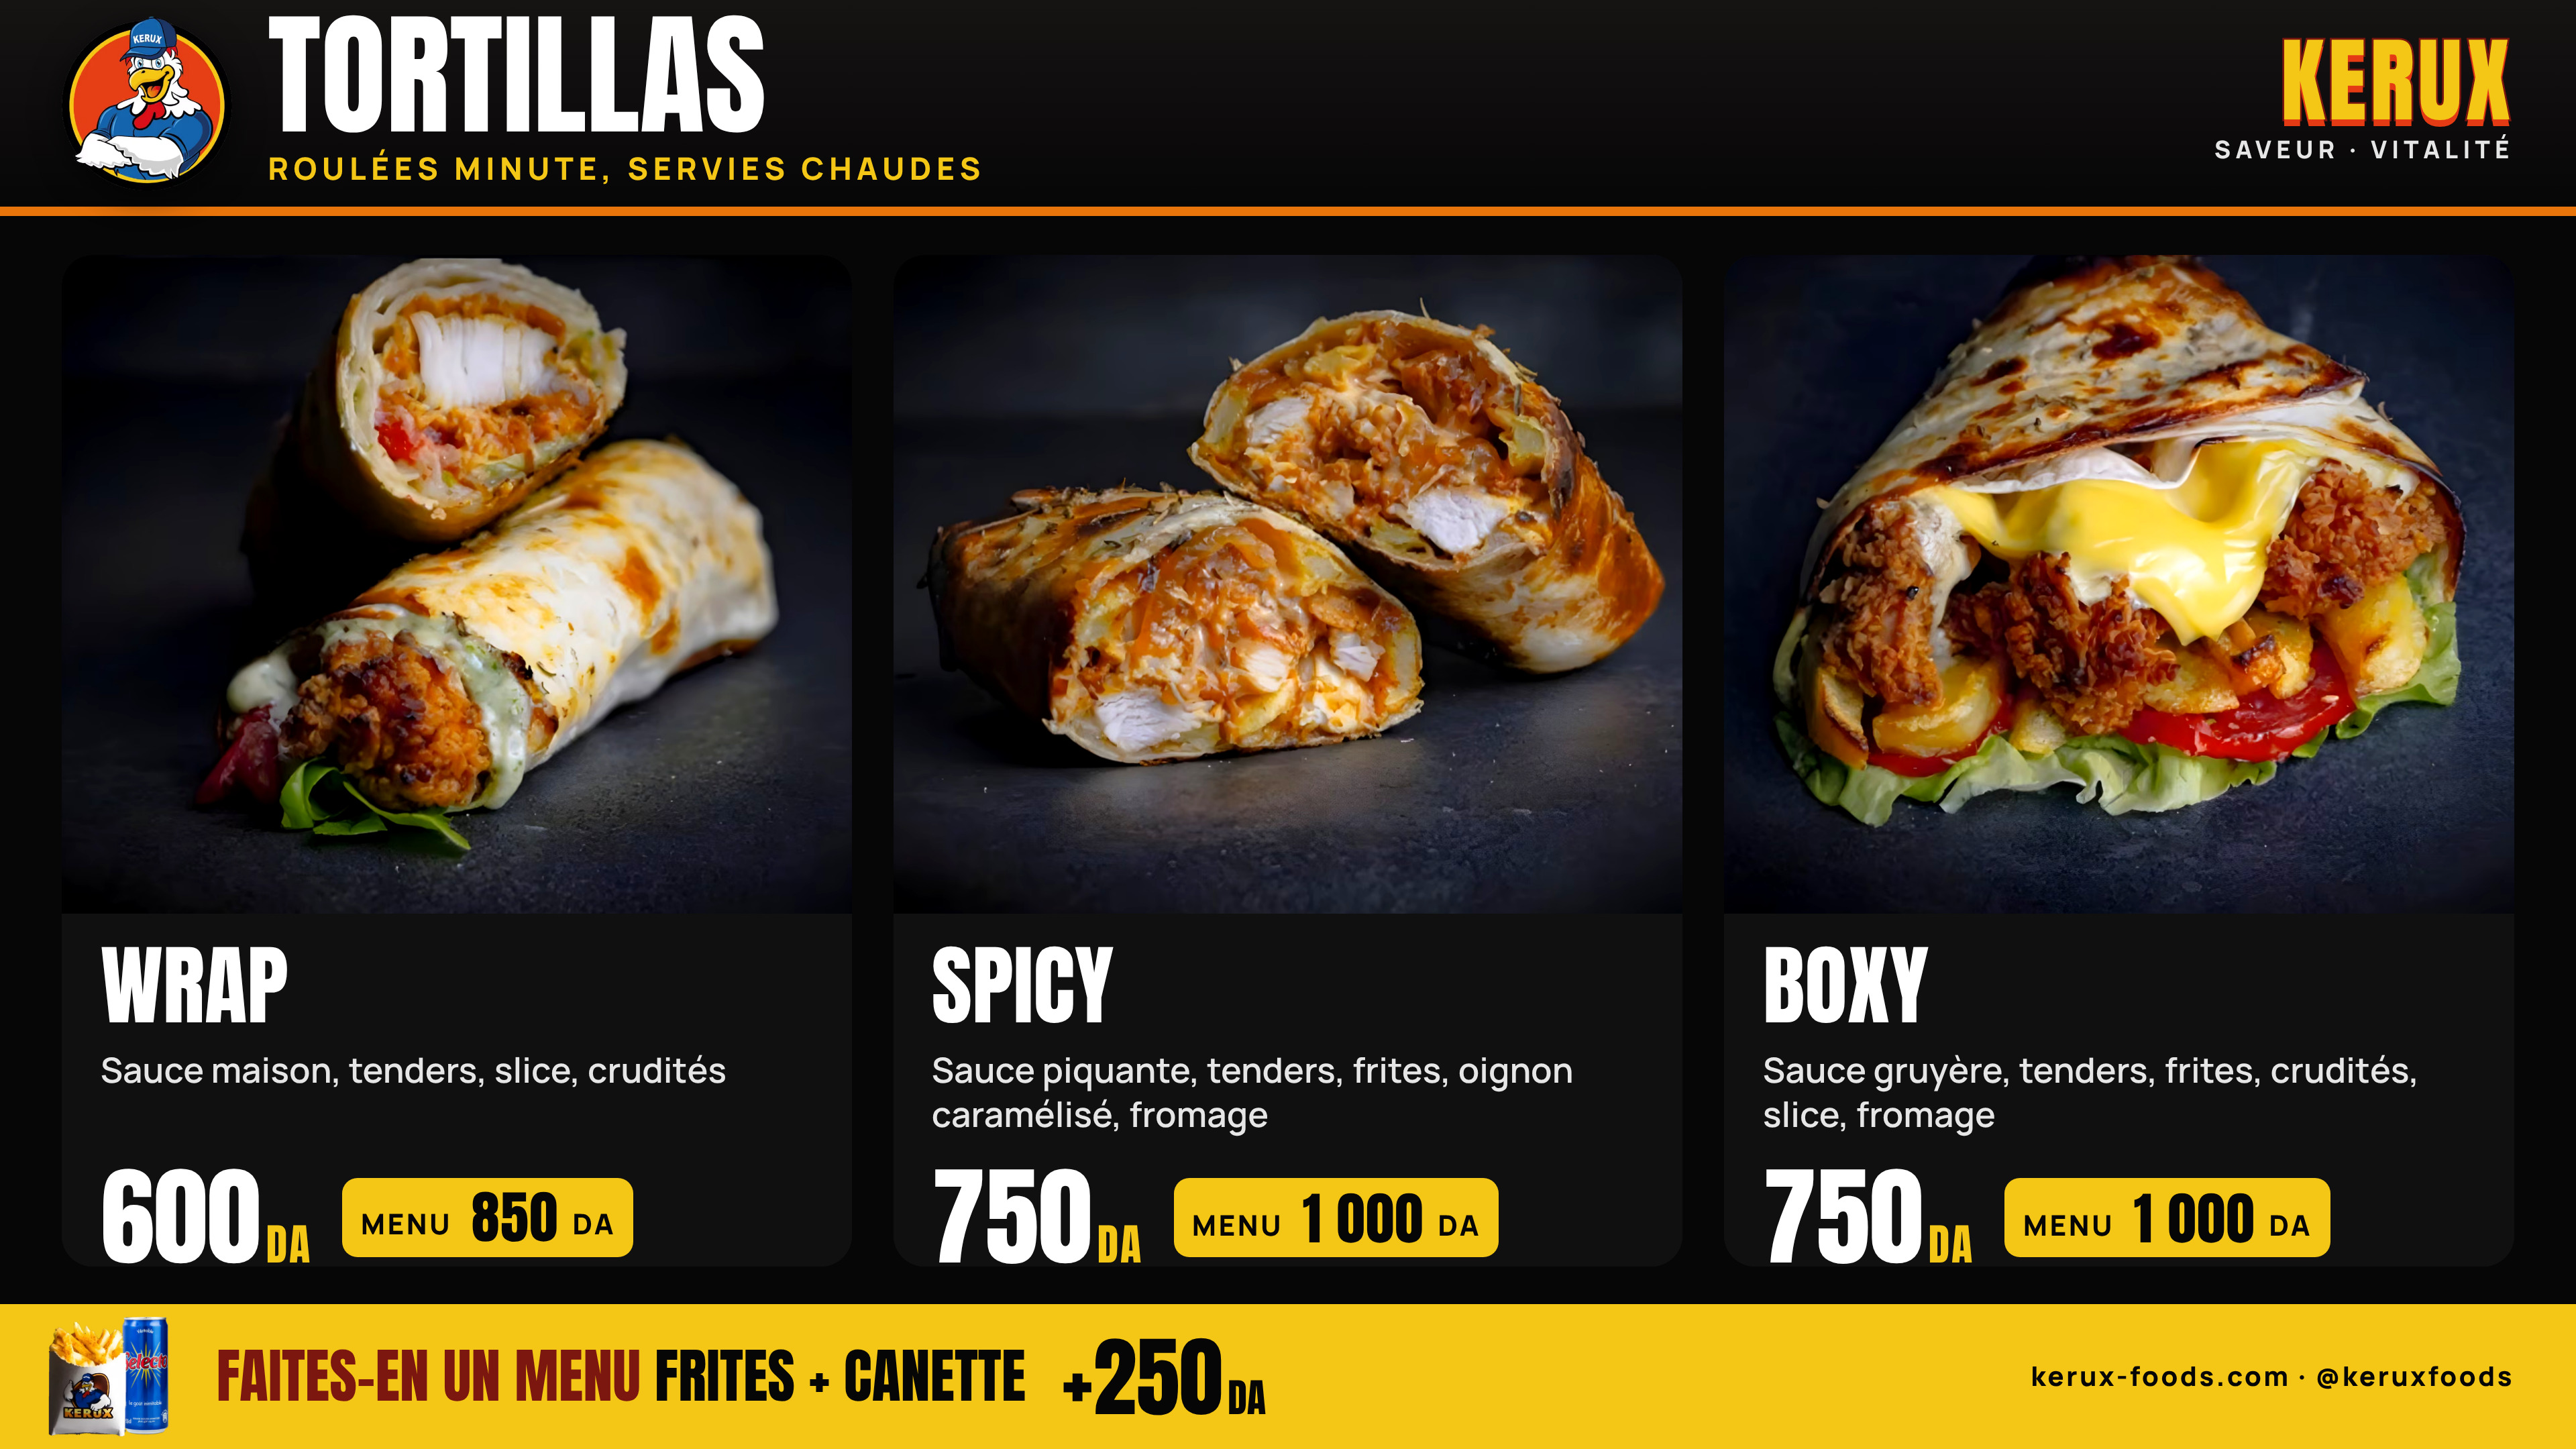 KERUX
TORTILLAS
ROULÉES MINUTE, SERVIES CHAUDES
KERUX
SAVEUR · VITALITÉ
WRAP
Sauce maison, tenders, slice, crudités
600 DA MENU 850 DA
SPICY
Sauce piquante, tenders, frites, oignon
caramélisé, fromage
750 DA MENU 1 000 DA
BOXY
Sauce gruyère, tenders, frites, crudités,
slice, fromage
750 DA MENU 1 000 DA
KERUX
FAITES-EN UN MENU FRITES + CANETTE +250 DA
kerux-foods.com · @keruxfoods